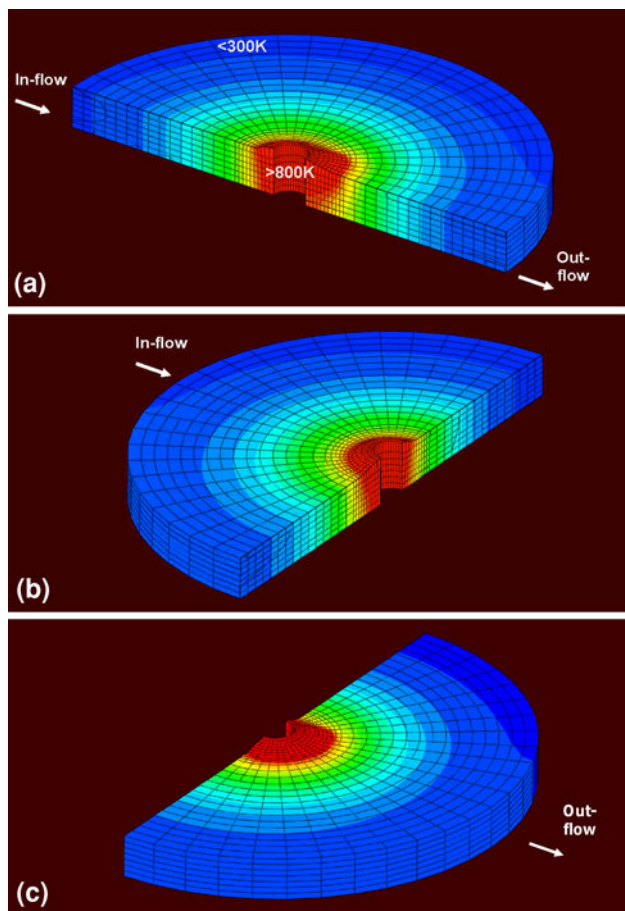 <300K
In-flow
>800K
Out-
flow
(a)
In-flow
(b)
Out-
flow
(c)